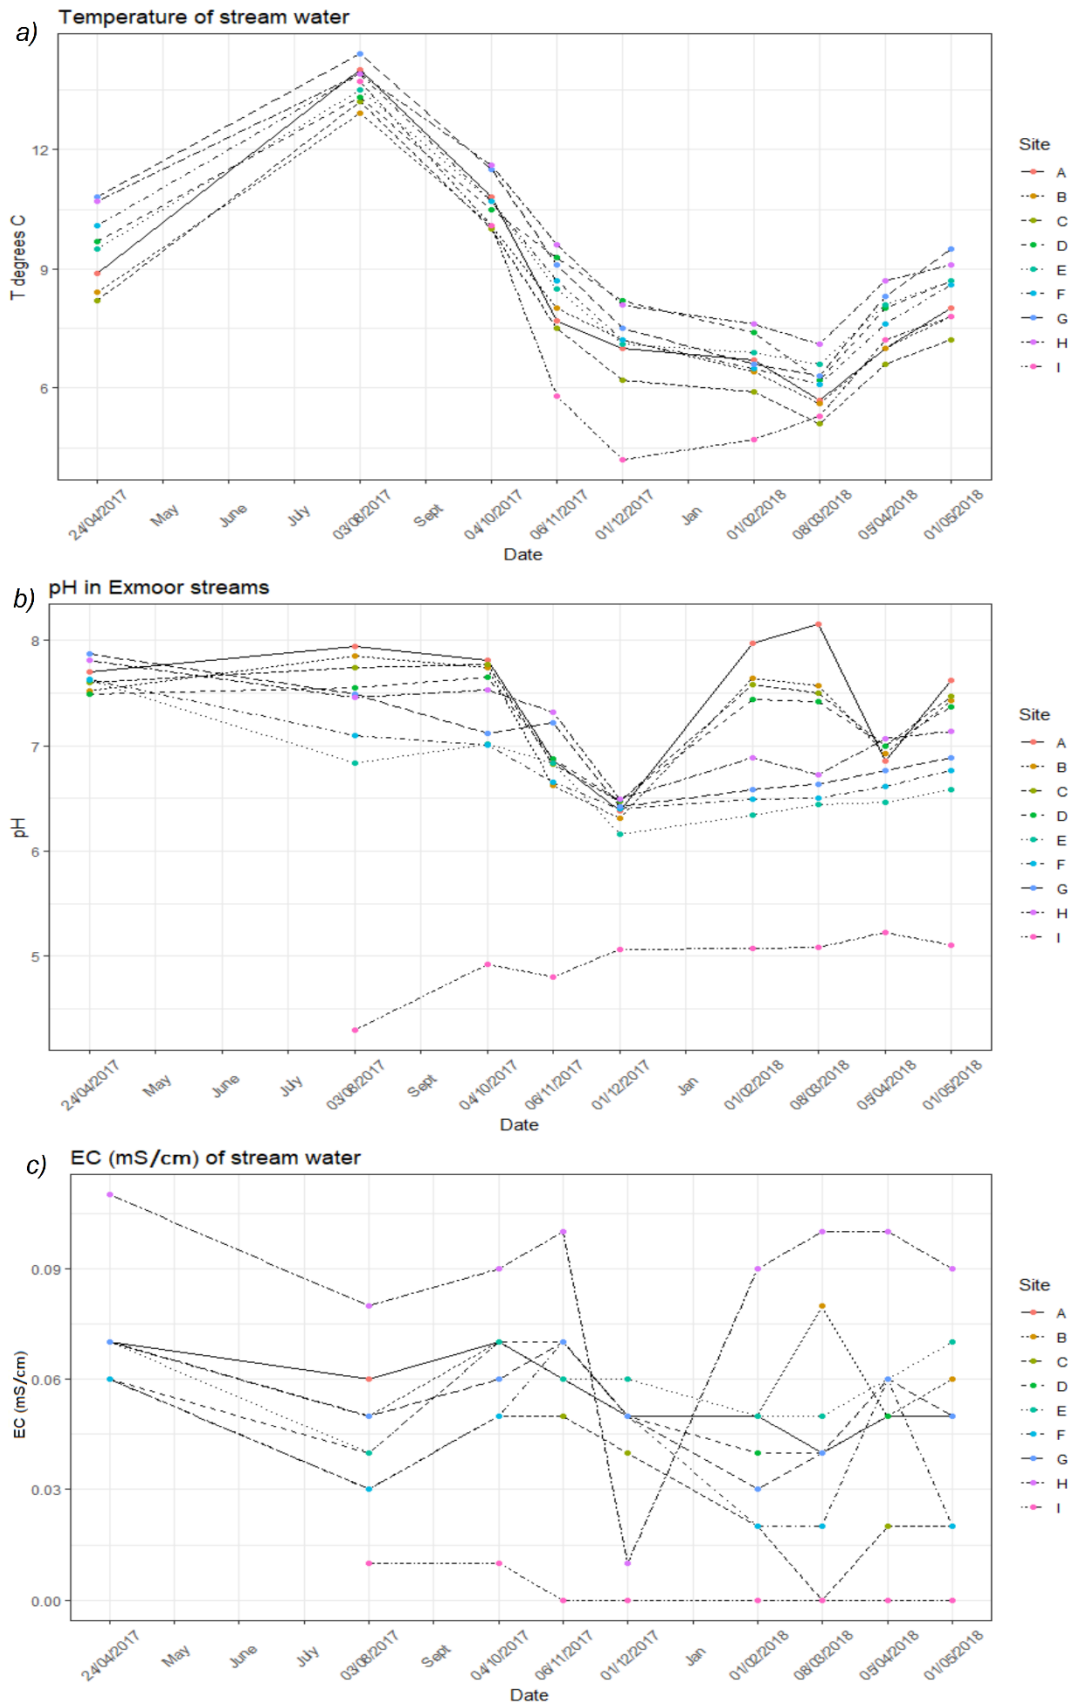 a)
Temperature of stream water
T degrees C
12
9
6
24/04/2017
May
June
July
03/08/2017
Sept
04/10/2017
06/11/2017
01/12/2017
Jan
01/02/2018
08/03/2018
05/04/2018
01/05/2018
Date
Site
A
B
C
D
E
F
G
H
I
b)
pH in Exmoor streams
pH
8
7
6
5
24/04/2017
May
June
July
03/08/2017
Sept
04/10/2017
06/11/2017
01/12/2017
Jan
01/02/2018
08/03/2018
05/04/2018
01/05/2018
Date
Site
A
B
C
D
E
F
G
H
I
c)
EC (mS/cm) of stream water
EC (mS/cm)
0.09
0.06
0.03
0.00
24/04/2017
May
June
July
03/08/2017
Sept
04/10/2017
06/11/2017
01/12/2017
Jan
01/02/2018
08/03/2018
05/04/2018
01/05/2018
Date
Site
A
B
C
D
E
F
G
H
I